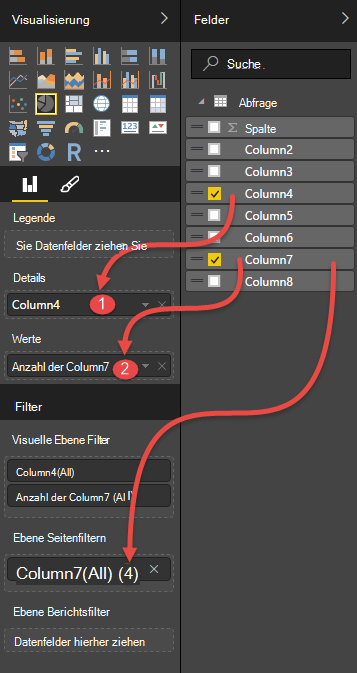 Visualisierung
Felder
Suche.
Abfrage
Σ Spalte
Column2
Column3
Column4
Column5
Column6
Column7
Column8
R
123
Legende
Sie Datenfelder ziehen Sie
Details
Column4
1
Werte
Anzahl der Column7
2
Filter
Visuelle Ebene Filter
Column4(All)
Anzahl der Column7 (All)
Ebene Seitenfiltern
Column7(All) (4)
Ebene Berichtsfilter
Datenfelder hierher ziehen